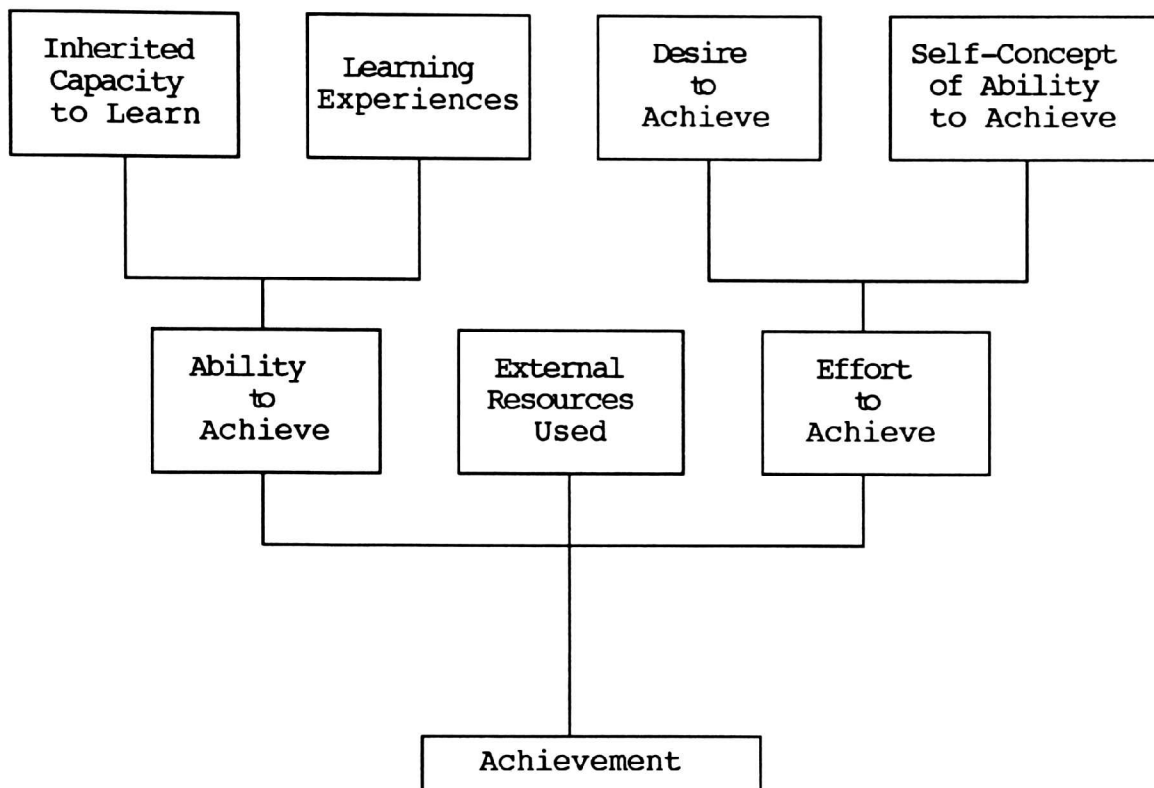 Inherited
Capacity
to Learn
Learning
Experiences
Desire
to
Achieve
Self-Concept
of Ability
to Achieve
Ability
to
Achieve
External
Resources
Used
Effort
to
Achieve
Achievement